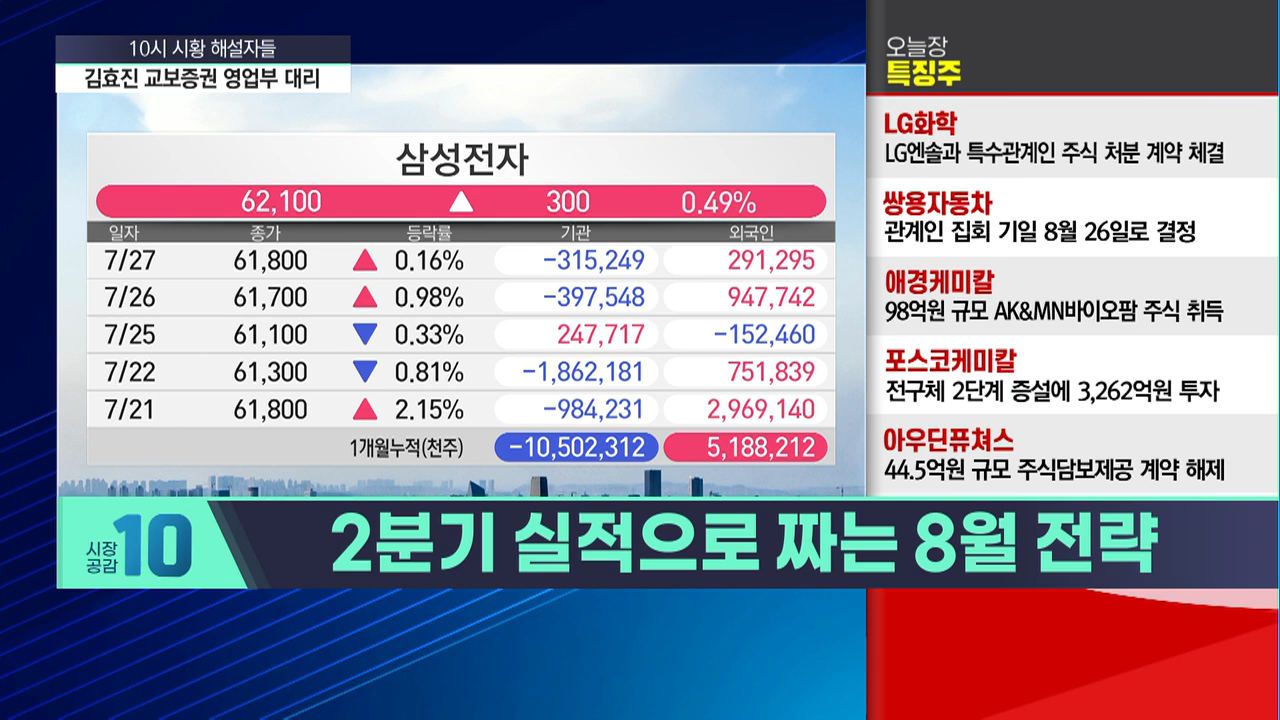 10시 시황 해설자들
김효진 교보증권 영업부 대리
삼성전자
62,100 ▲ 300 0.49%
일자 종가 등락률 기관 외국인
7/27 61,800 ▲ 0.16% -315,249 291,295
7/26 61,700 ▲ 0.98% -397,548 947,742
7/25 61,100 ▼ 0.33% 247,717 -152,460
7/22 61,300 ▼ 0.81% -1,862,181 751,839
7/21 61,800 ▲ 2.15% -984,231 2,969,140
1개월누적(천주) -10,502,312 5,188,212
시장
공감
10
2분기 실적으로 짜는 8월 전략
오늘장
특징주
LG화학
LG엔솔과 특수관계인 주식 처분 계약 체결
쌍용자동차
관계인 집회 기일 8월 26일로 결정
애경케미칼
98억원 규모 AK&MN바이오팜 주식 취득
포스코케미칼
전구체 2단계 증설에 3,262억원 투자
아우딘퓨쳐스
44.5억원 규모 주식담보제공 계약 해제